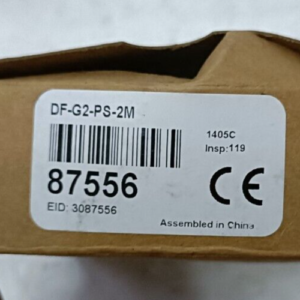 DF-G2-PS-2M
1405C
Insp:119
87556
CE
EID: 3087556
Assembled in China